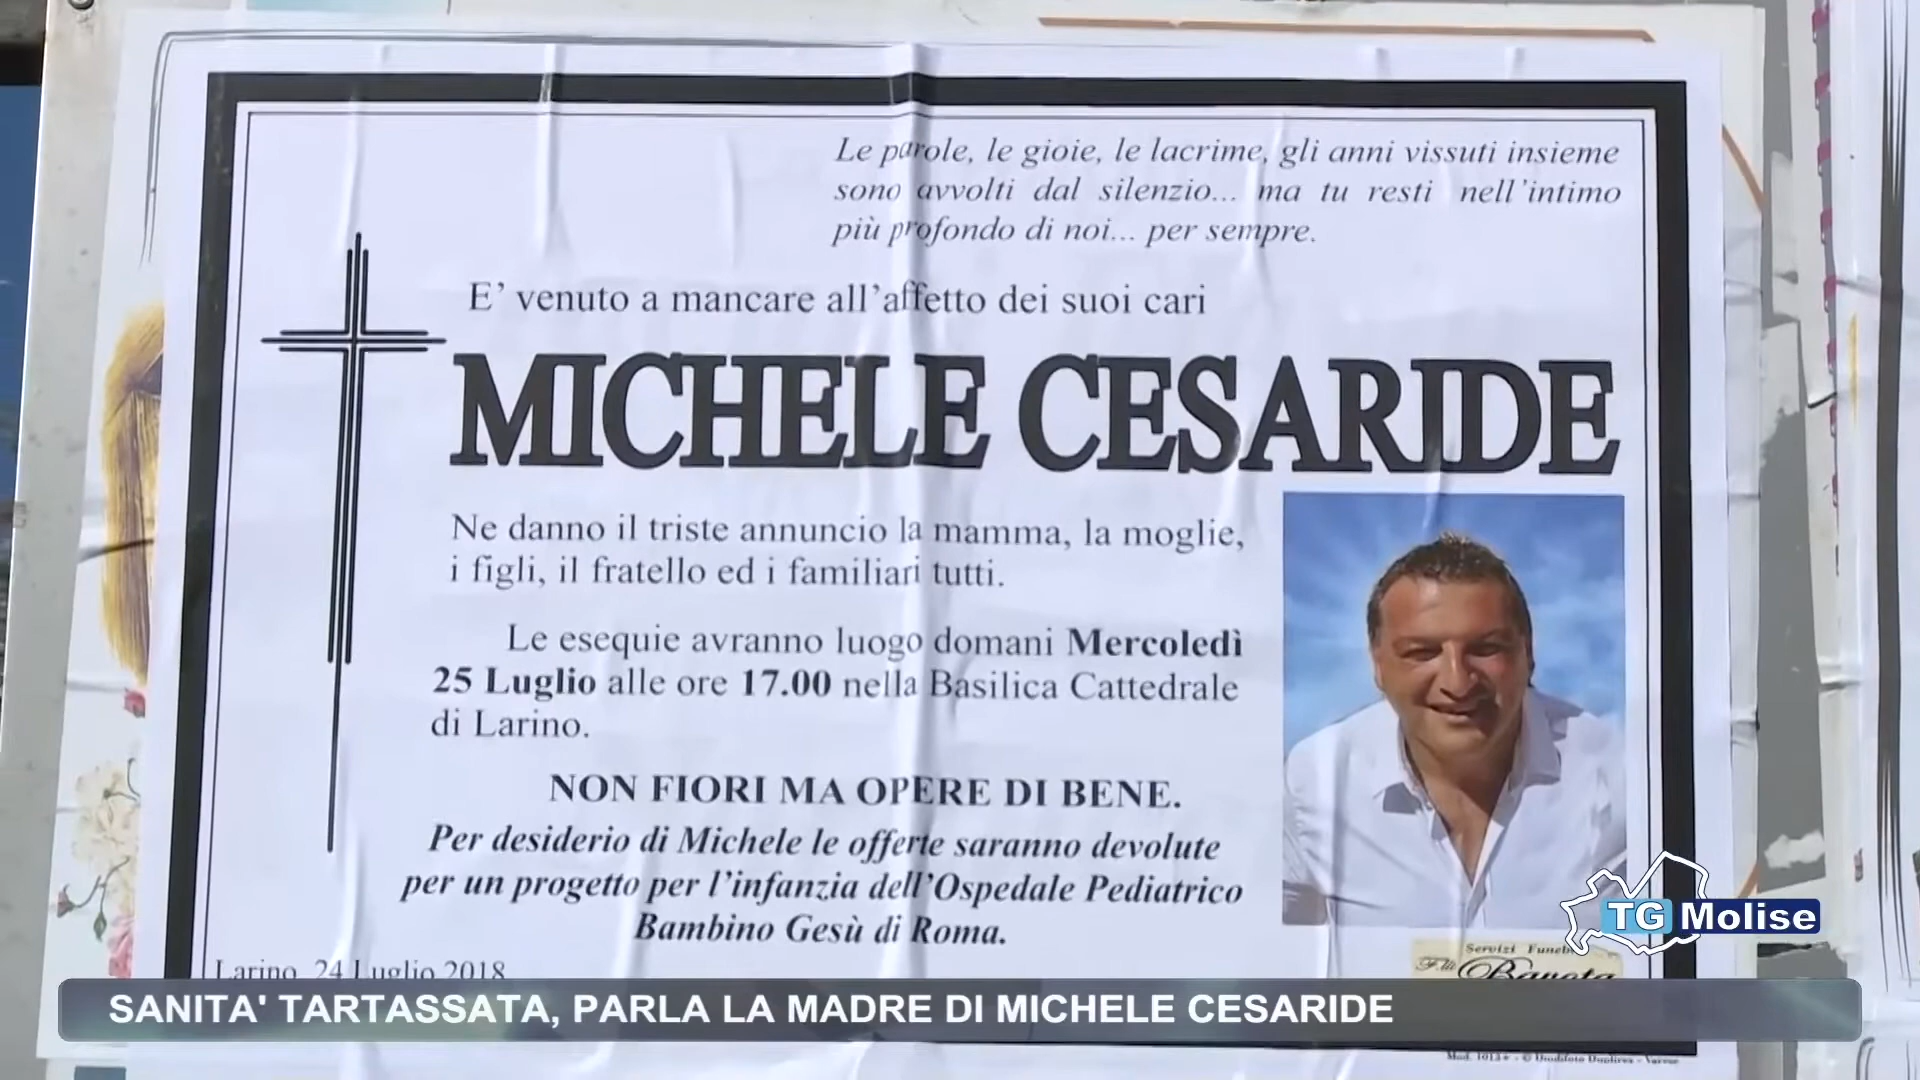 Le parole, le gioie, le lacrime, gli anni vissuti insieme
sono avvolti dal silenzio... ma tu resti nell'intimo
più profondo di noi... per sempre.
E' venuto a mancare all'affetto dei suoi cari
MICHELE CESARIDE
Ne danno il triste annuncio la mamma, la moglie,
i figli, il fratello ed i familiari tutti.
Le esequie avranno luogo domani Mercoledì
25 Luglio alle ore 17.00 nella Basilica Cattedrale
di Larino.
NON FIORI MA OPERE DI BENE.
Per desiderio di Michele le offerte saranno devolute
per un progetto per l'infanzia dell'Ospedale Pediatrico
Bambino Gesù di Roma.
TG Molise
Servizi
F.lli
Larino, 24 Luglio 2018
SANITA' TARTASSATA, PARLA LA MADRE DI MICHELE CESARIDE